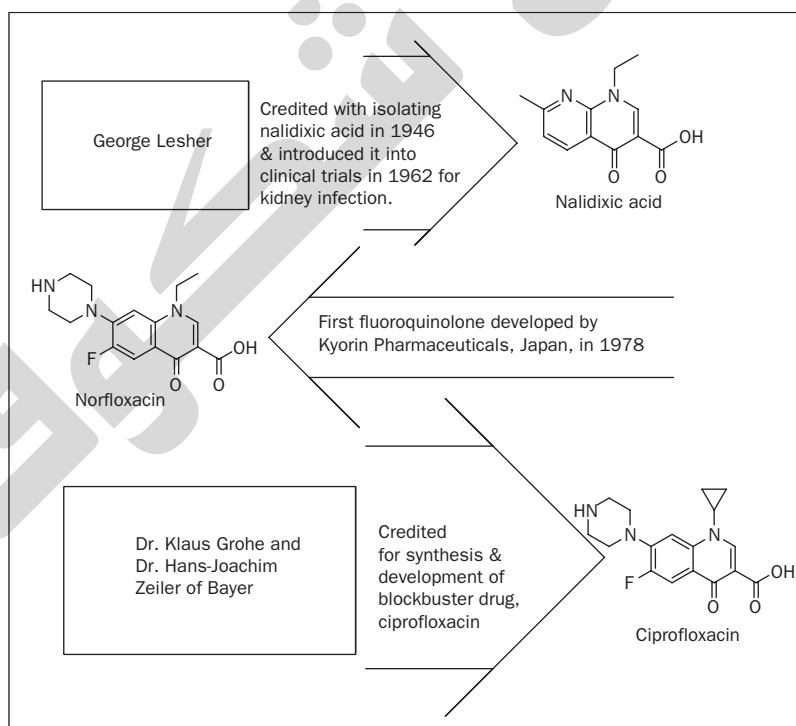 George Lesher
Credited with isolating
nalidixic acid in 1946
& introduced it into
clinical trials in 1962 for
kidney infection.
N
N
OH
O
O
Nalidixic acid
HN
N
N
F
OH
O
O
Norfloxacin
First fluoroquinolone developed by
Kyorin Pharmaceuticals, Japan, in 1978
Dr. Klaus Grohe and
Dr. Hans-Joachim
Zeiler of Bayer
Credited
for synthesis &
development of
blockbuster drug,
ciprofloxacin
HN
N
N
F
OH
O
O
Ciprofloxacin